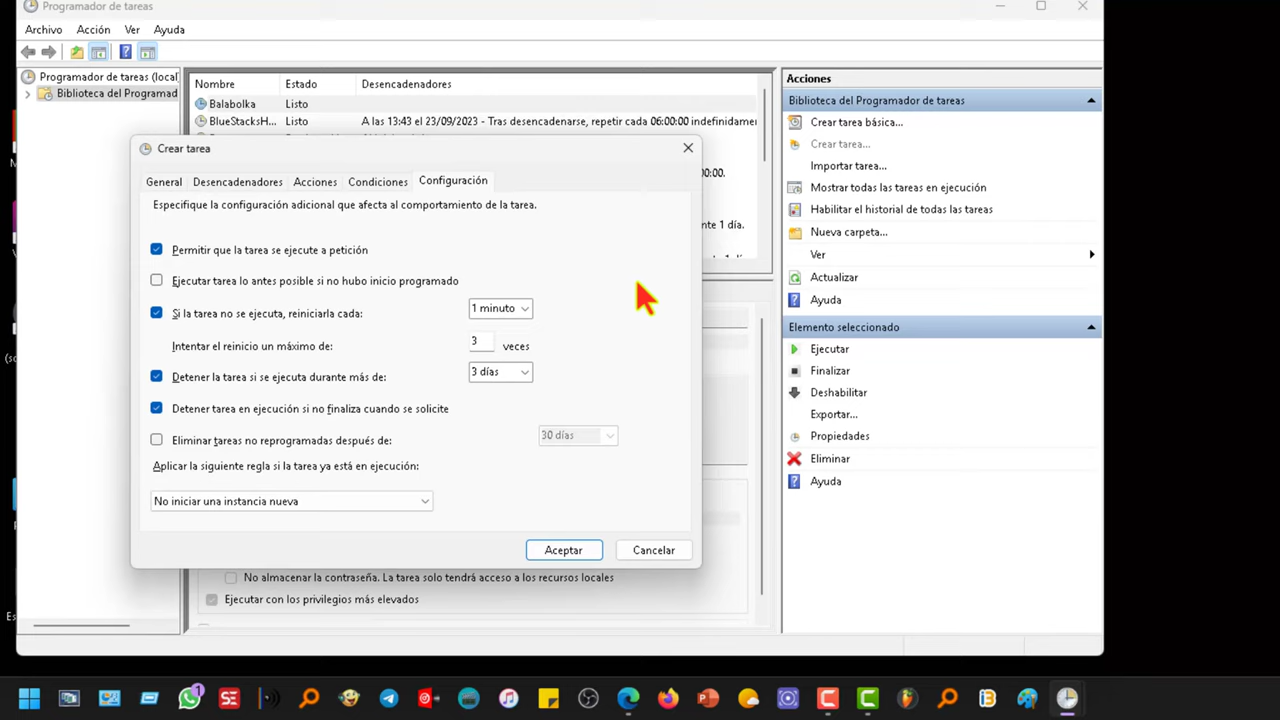 Programador de tareas
Archivo Acción Ver Ayuda
Programador de tareas (local)
Biblioteca del Programad
Nombre Estado Desencadenadores
Balabolka Listo
BlueStacksH... Listo A las 13:43 el 23/09/2023 - Tras desencadenarse, repetir cada 06:00:00 indefinidamen
:00.
nte 1 día.
Crear tarea
General Desencadenadores Acciones Condiciones Configuración
Especifique la configuración adicional que afecta al comportamiento de la tarea.
Permitir que la tarea se ejecute a petición
Ejecutar tarea lo antes posible si no hubo inicio programado
Si la tarea no se ejecuta, reiniciarla cada: 1 minuto
Intentar el reinicio un máximo de: 3 veces
Detener la tarea si se ejecuta durante más de: 3 días
Detener tarea en ejecución si no finaliza cuando se solicite
Eliminar tareas no reprogramadas después de: 30 días
Aplicar la siguiente regla si la tarea ya está en ejecución:
No iniciar una instancia nueva
Aceptar Cancelar
No almacenar la contraseña. La tarea solo tendrá acceso a los recursos locales
Ejecutar con los privilegios más elevados
Acciones
Biblioteca del Programador de tareas
Crear tarea básica...
Crear tarea...
Importar tarea...
Mostrar todas las tareas en ejecución
Habilitar el historial de todas las tareas
Nueva carpeta...
Ver
Actualizar
Ayuda
Elemento seleccionado
Ejecutar
Finalizar
Deshabilitar
Exportar...
Propiedades
Eliminar
Ayuda